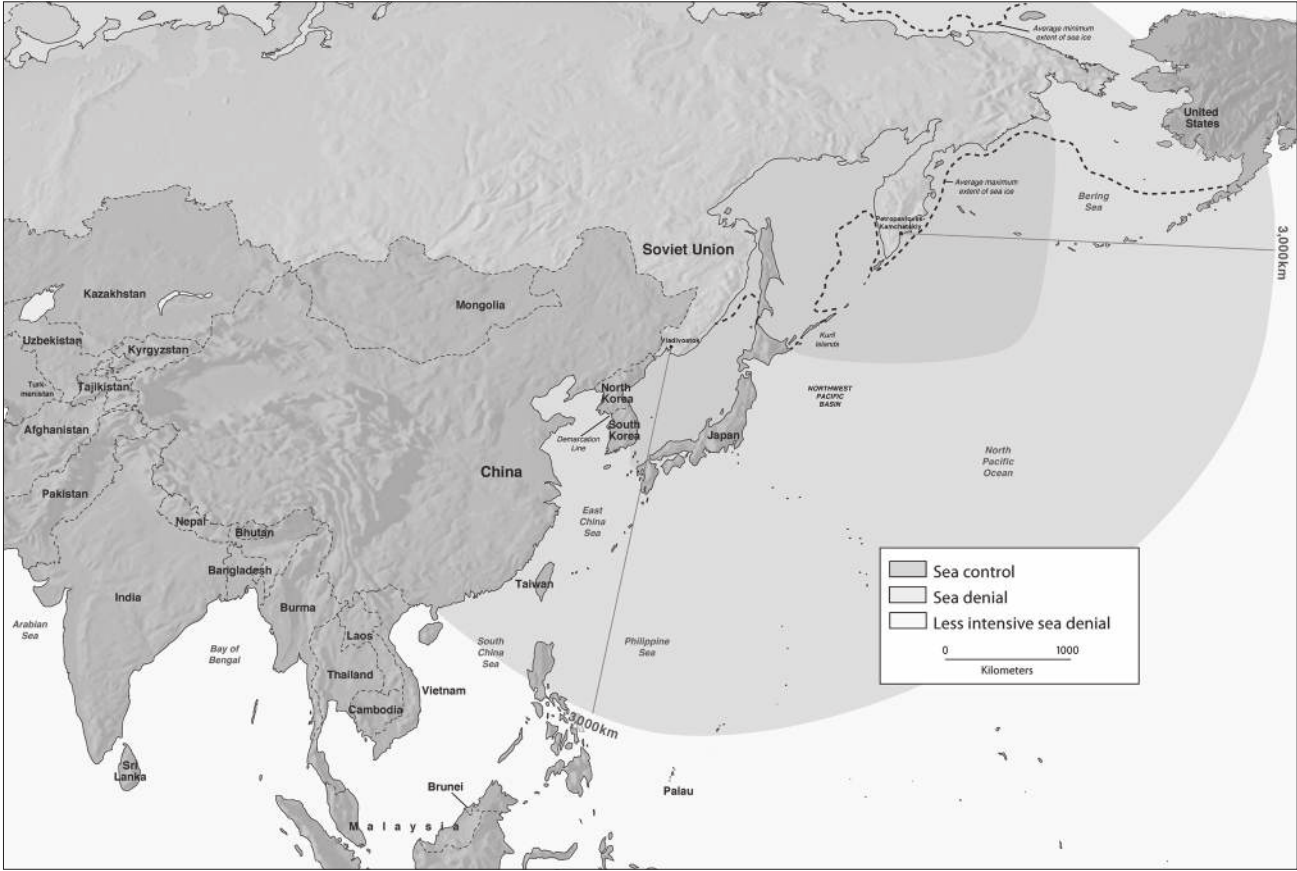 Average minimum
extent of sea ice
United
States
Average maximum
extent of sea ice
Bering
Sea
Petropavlovsk-
Kamchatskiy
3,000km
Soviet Union
Kazakhstan
Mongolia
Uzbekistan
Kyrgyzstan
Vladivostok
Kuril
Islands
Turk-
menistan
Tajikistan
North
Korea
NORTHWEST
PACIFIC
BASIN
Afghanistan
South
Korea
Demarcation
Line
Japan
China
North
Pacific
Ocean
Pakistan
Nepal
Bhutan
East
China
Sea
Bangladesh
India
Burma
Taiwan
Arabian
Sea
Bay of
Bengal
Laos
South
China
Sea
Philippine
Sea
Thailand
Vietnam
Cambodia
3000km
Sri
Lanka
Brunei
Palau
Malaysia
Sea control
Sea denial
Less intensive sea denial
0 1000
Kilometers